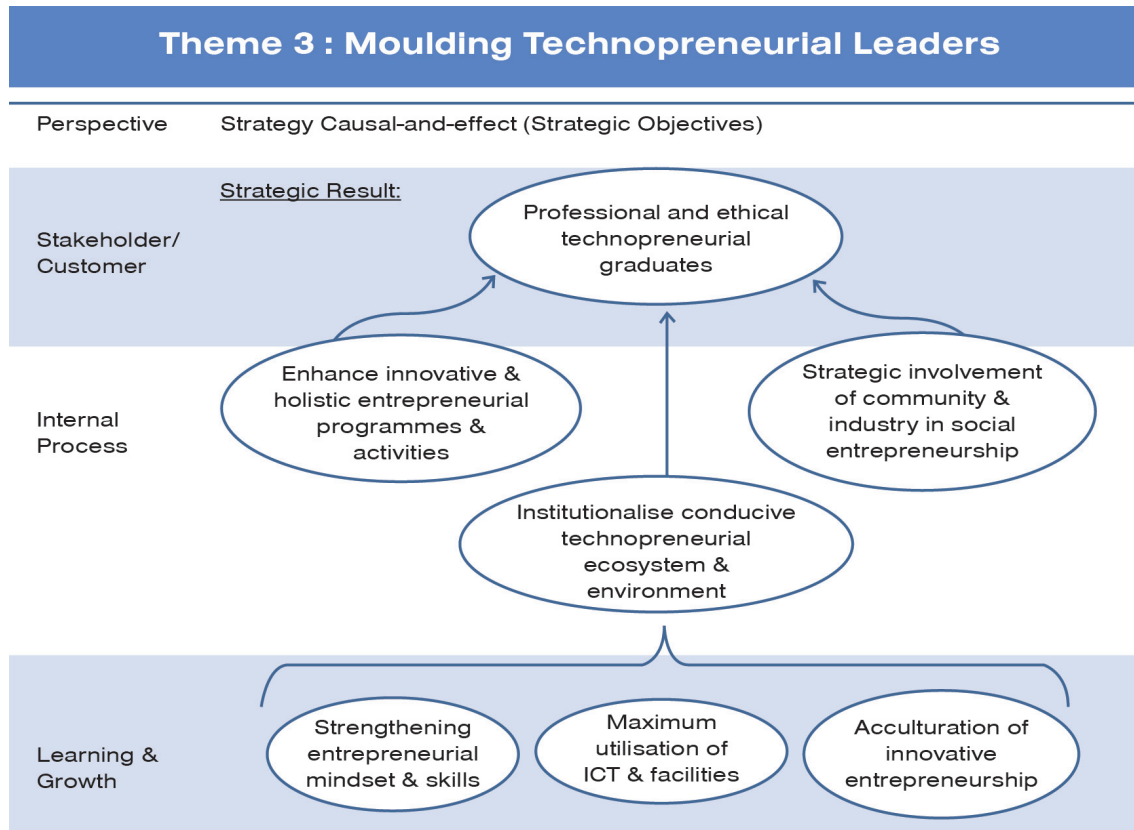 Theme 3 : Moulding Technopreneurial Leaders
Perspective
Strategy Causal-and-effect (Strategic Objectives)
Strategic Result:
Stakeholder/
Customer
Professional and ethical
technopreneurial
graduates
Internal
Process
Enhance innovative &
holistic entrepreneurial
programmes &
activities
Strategic involvement
of community &
industry in social
entrepreneurship
Institutionalise conducive
technopreneurial
ecosystem &
environment
Learning &
Growth
Strengthening
entrepreneurial
mindset & skills
Maximum
utilisation of
ICT & facilities
Acculturation of
innovative
entrepreneurship